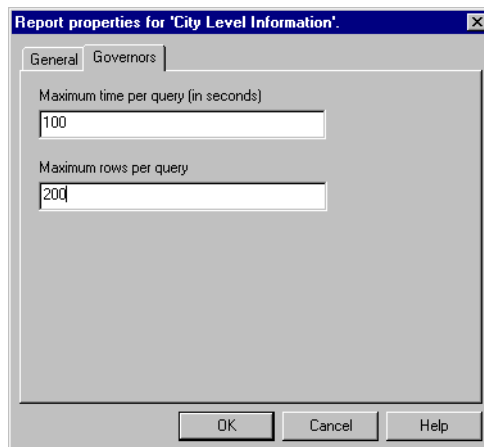 Report properties for 'City Level Information'.
General Governors
Maximum time per query (in seconds)
100
Maximum rows per query
200
OK Cancel Help